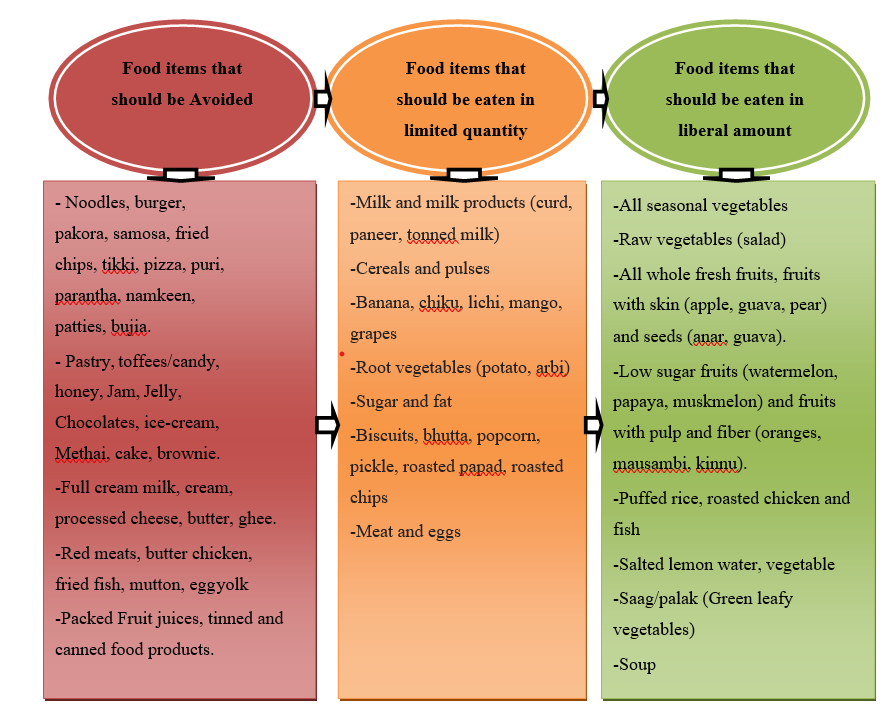 Food items that
should be Avoided
Food items that
should be eaten in
limited quantity
Food items that
should be eaten in
liberal amount
- Noodles, burger,
pakora, samosa, fried
chips, tikki, pizza, puri,
parantha, namkeen,
patties, bujia.
- Pastry, toffees/candy,
honey, Jam, Jelly,
Chocolates, ice-cream,
Methai, cake, brownie.
-Full cream milk, cream,
processed cheese, butter, ghee.
-Red meats, butter chicken,
fried fish, mutton, eggyolk
-Packed Fruit juices, tinned and
canned food products.
-Milk and milk products (curd,
paneer, tonned milk)
-Cereals and pulses
-Banana, chiku, lichi, mango,
grapes
-Root vegetables (potato, arbi)
-Sugar and fat
-Biscuits, bhutta, popcorn,
pickle, roasted papad, roasted
chips
-Meat and eggs
-All seasonal vegetables
-Raw vegetables (salad)
-All whole fresh fruits, fruits
with skin (apple, guava, pear)
and seeds (anar, guava).
-Low sugar fruits (watermelon,
papaya, muskmelon) and fruits
with pulp and fiber (oranges,
mausambi, kinnu).
-Puffed rice, roasted chicken and
fish
-Salted lemon water, vegetable
-Saag/palak (Green leafy
vegetables)
-Soup